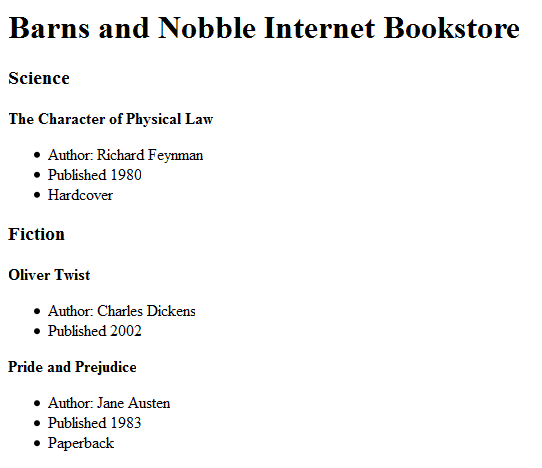 Barns and Nobble Internet Bookstore
Science
The Character of Physical Law
• Author: Richard Feynman
• Published 1980
• Hardcover
Fiction
Oliver Twist
• Author: Charles Dickens
• Published 2002
Pride and Prejudice
• Author: Jane Austen
• Published 1983
• Paperback